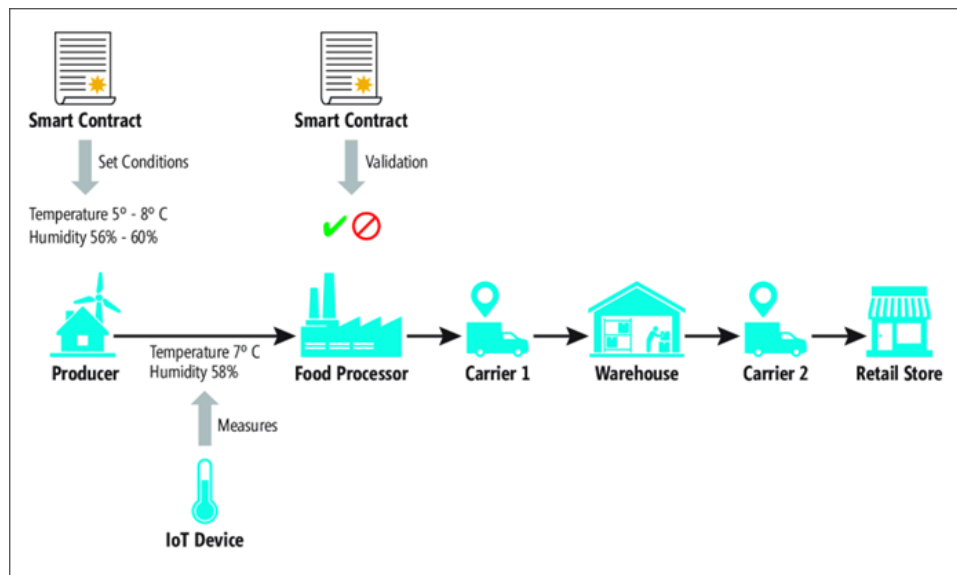 Smart Contract
Smart Contract
Set Conditions
Validation
Temperature 5º - 8º C
Humidity 56% - 60%
Temperature 7º C
Humidity 58%
Producer
Food Processor
Carrier 1
Warehouse
Carrier 2
Retail Store
Measures
IoT Device